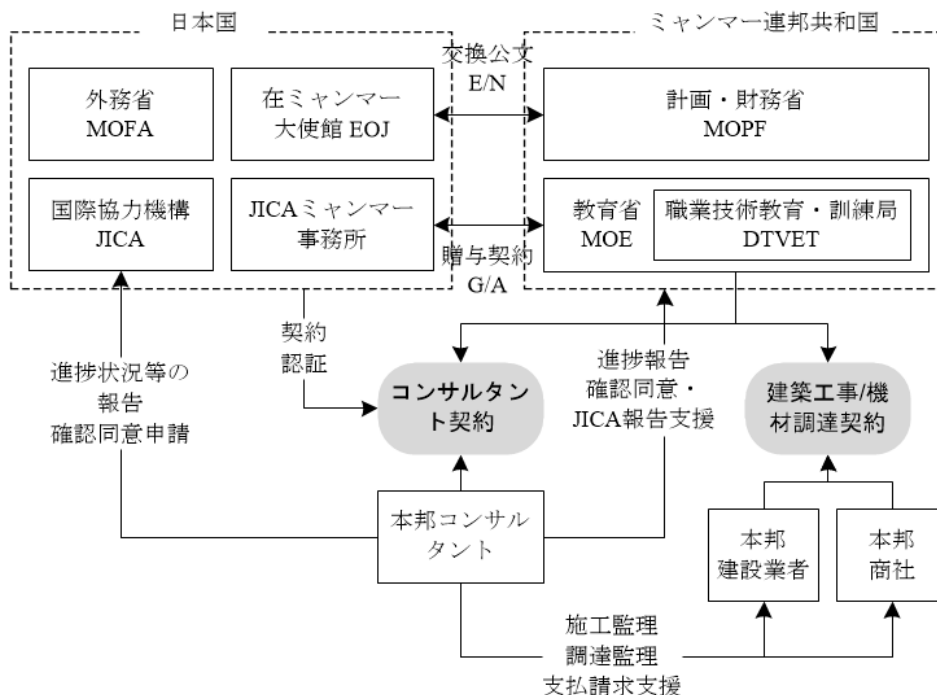 日本国
ミャンマー連邦共和国
外務省
MOFA
在ミャンマー
大使館 EOJ
交換公文
E/N
計画・財務省
MOPF
国際協力機構
JICA
JICAミャンマー
事務所
贈与契約
G/A
教育省
MOE
職業技術教育・訓練局
DTVET
契約
認証
進捗状況等の
報告
確認同意申請
コンサルタン
ト契約
進捗報告
確認同意・
JICA報告支援
建築工事/機
材調達契約
本邦コンサル
タント
本邦
建設業者
本邦
商社
施工監理
調達監理
支払請求支援